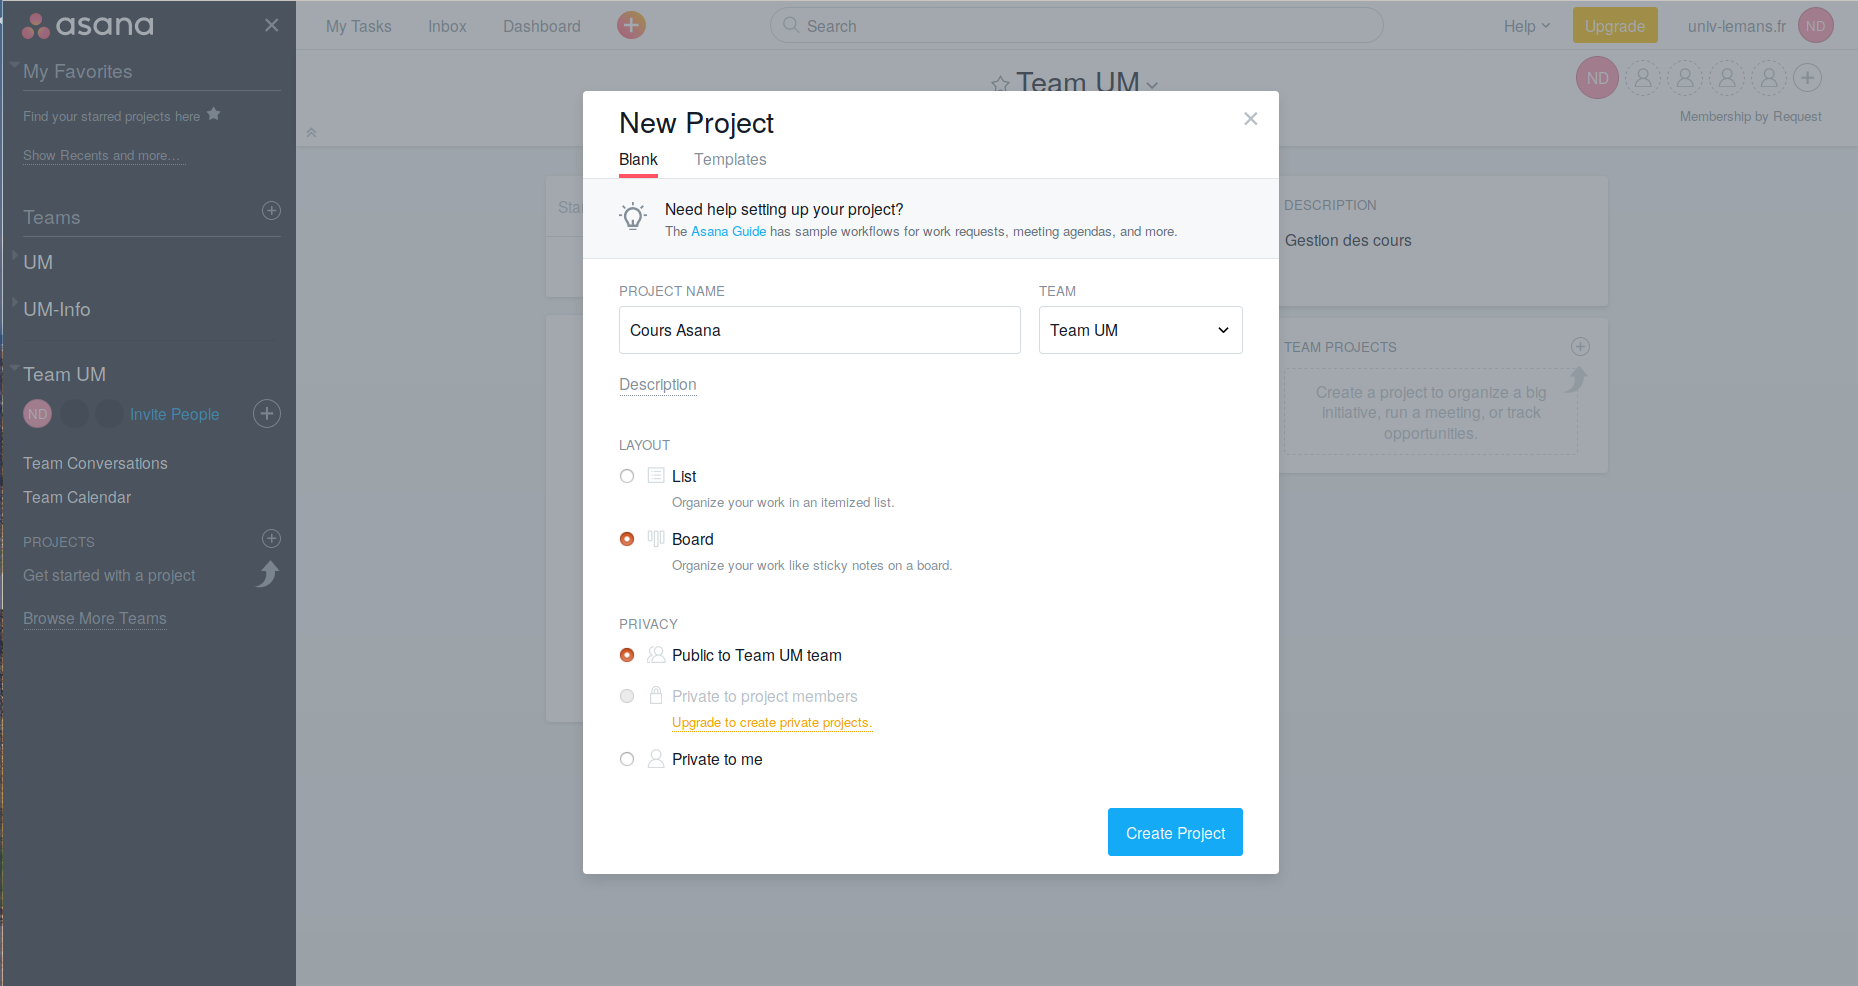 asana
My Favorites
Find your starred projects here
Show Recents and more...
Teams
UM
UM-Info
Team UM
ND
Invite People
Team Conversations
Team Calendar
PROJECTS
Get started with a project
Browse More Teams
My Tasks
Inbox
Dashboard
Search
Help
Upgrade
univ-lemans.fr
ND
Team UM
ND
Membership by Request
New Project
Blank
Templates
Need help setting up your project?
The Asana Guide has sample workflows for work requests, meeting agendas, and more.
PROJECT NAME
TEAM
Cours Asana
Team UM
Description
LAYOUT
List
Organize your work in an itemized list.
Board
Organize your work like sticky notes on a board.
PRIVACY
Public to Team UM team
Private to project members
Upgrade to create private projects.
Private to me
Create Project
DESCRIPTION
Gestion des cours
TEAM PROJECTS
Create a project to organize a big
initiative, run a meeting, or track
opportunities.